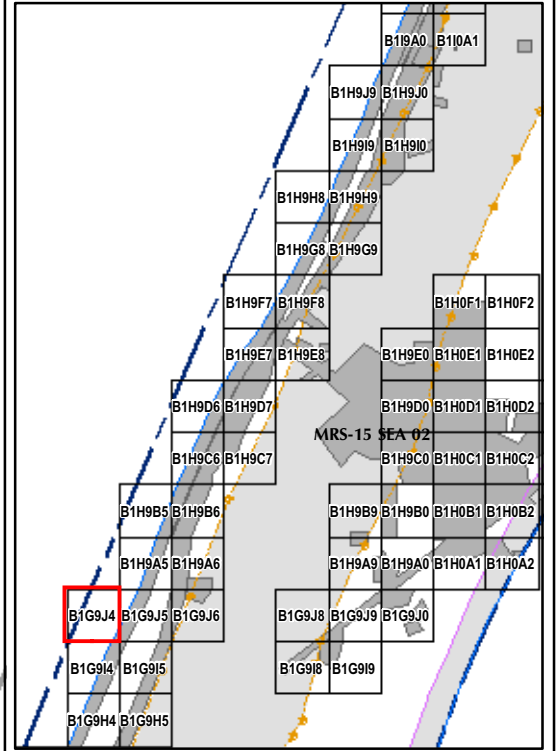 B1I9A0 B1I0A1
B1H9J9 B1H9J0
B1H9I9 B1H9I0
B1H9H8 B1H9H9
B1H9G8 B1H9G9
B1H9F7 B1H9F8 B1H0F1 B1H0F2
B1H9E7 B1H9E8 B1H9E0 B1H0E1 B1H0E2
B1H9D6 B1H9D7 B1H9D0 B1H0D1 B1H0D2
MRS-15 SEA 02
B1H9C6 B1H9C7 B1H9C0 B1H0C1 B1H0C2
B1H9B5 B1H9B6 B1H9B9 B1H9B0 B1H0B1 B1H0B2
B1H9A5 B1H9A6 B1H9A9 B1H9A0 B1H0A1 B1H0A2
B1G9J4 B1G9J5 B1G9J6 B1G9J8 B1G9J9 B1G9J0
B1G9I4 B1G9I5 B1G9I8 B1G9I9
B1G9H4 B1G9H5